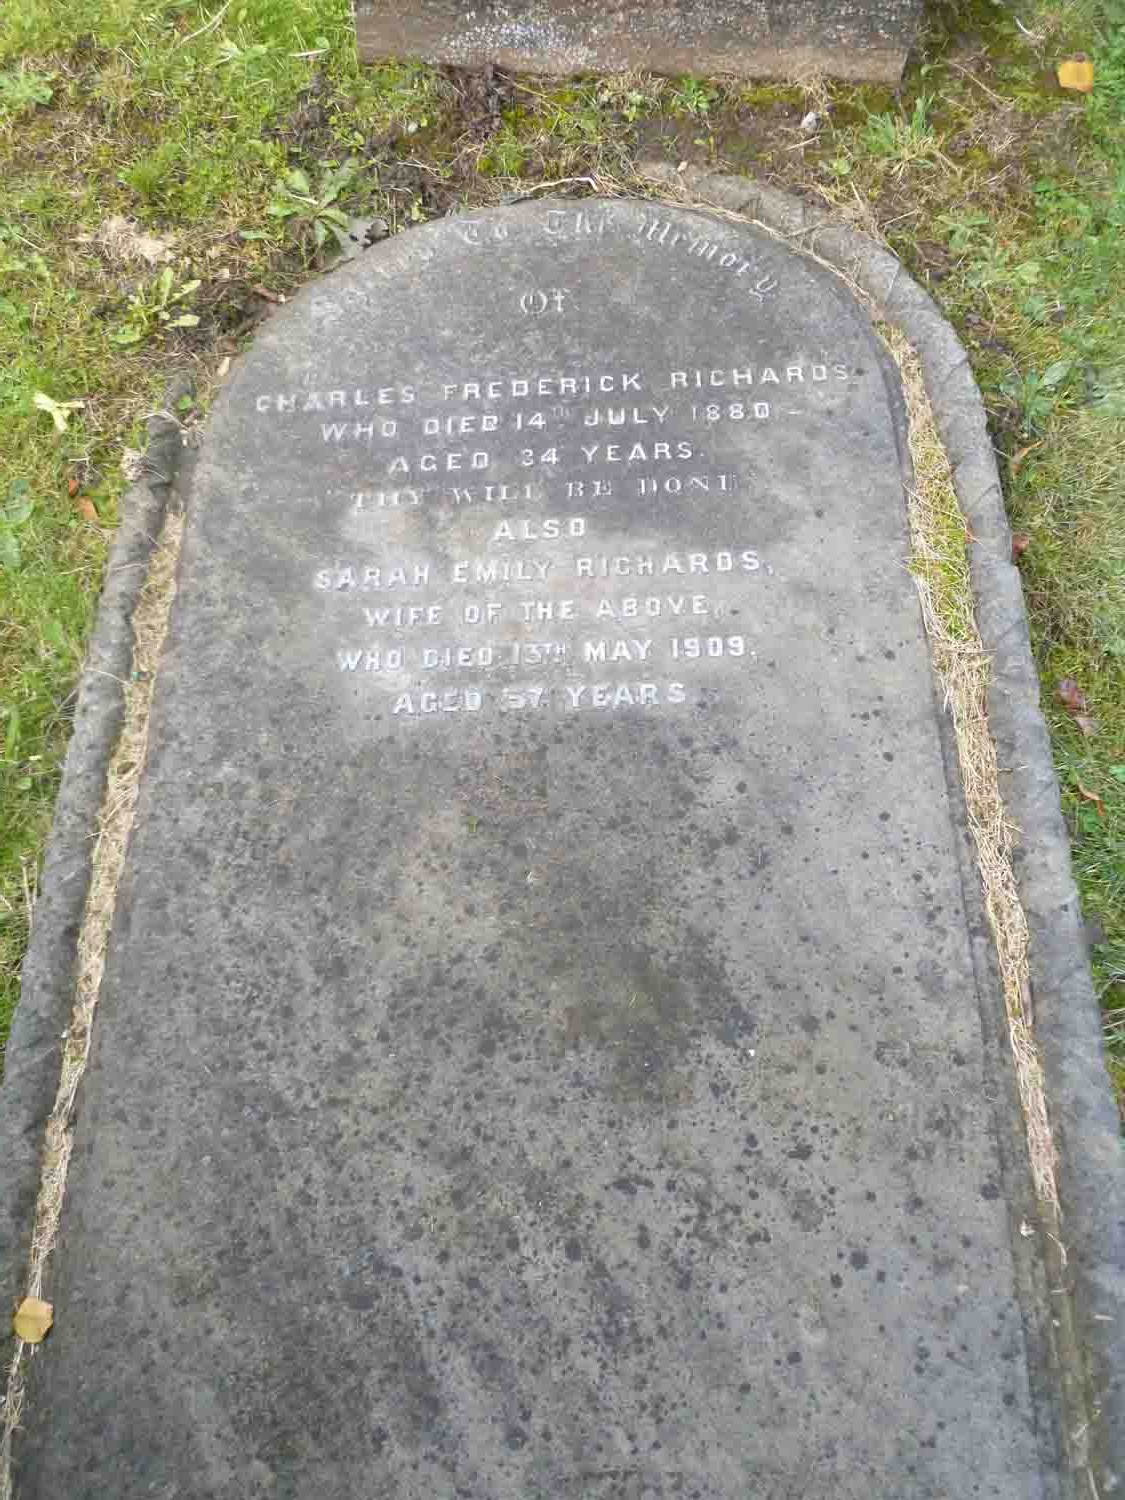 To The Memory
Of
CHARLES FREDERICK RICHARDS.
WHO DIED 14TH JULY 1880
AGED 34 YEARS.
"THY WILL BE DONE"
ALSO
SARAH EMILY RICHARDS,
WIFE OF THE ABOVE,
WHO DIED 13TH MAY 1909.
AGED 57 YEARS